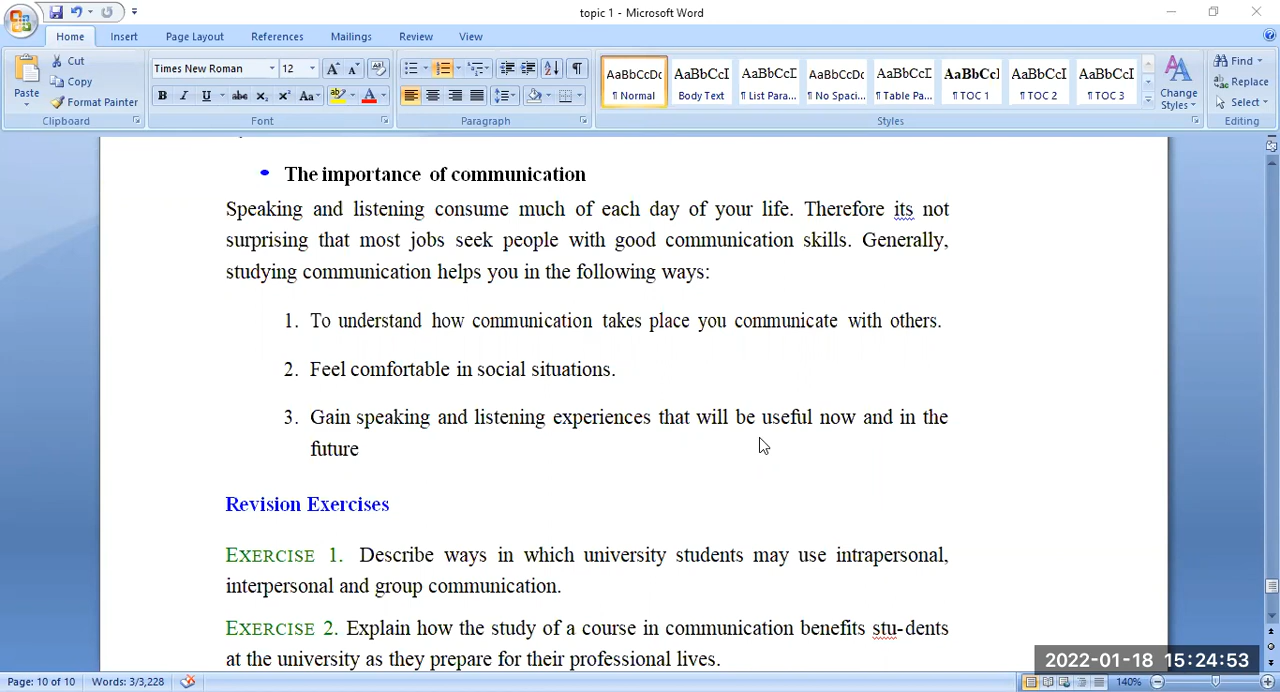 topic 1 - Microsoft Word
Home Insert Page Layout References Mailings Review View
Paste
Cut
Copy
Format Painter
Clipboard
Times New Roman 12
B I U abc X₂ X² Aa
Font
Paragraph
AaBbCcDc AaBbCcI AaBbCcI AaBbCcDc AaBbCcI AaBbCcI AaBbCcI AaBbCcI
¶ Normal Body Text ¶ List Para... ¶ No Spaci... ¶ Table Pa... ¶ TOC 1 ¶ TOC 2 ¶ TOC 3
Change Styles
Styles
Find
Replace
Select
Editing
• The importance of communication
Speaking and listening consume much of each day of your life. Therefore its not
surprising that most jobs seek people with good communication skills. Generally,
studying communication helps you in the following ways:
1. To understand how communication takes place you communicate with others.
2. Feel comfortable in social situations.
3. Gain speaking and listening experiences that will be useful now and in the
future
Revision Exercises
EXERCISE 1. Describe ways in which university students may use intrapersonal,
interpersonal and group communication.
EXERCISE 2. Explain how the study of a course in communication benefits stu-dents
at the university as they prepare for their professional lives.
2022-01-18 15:24:53
Page: 10 of 10 Words: 3/3,228 140%